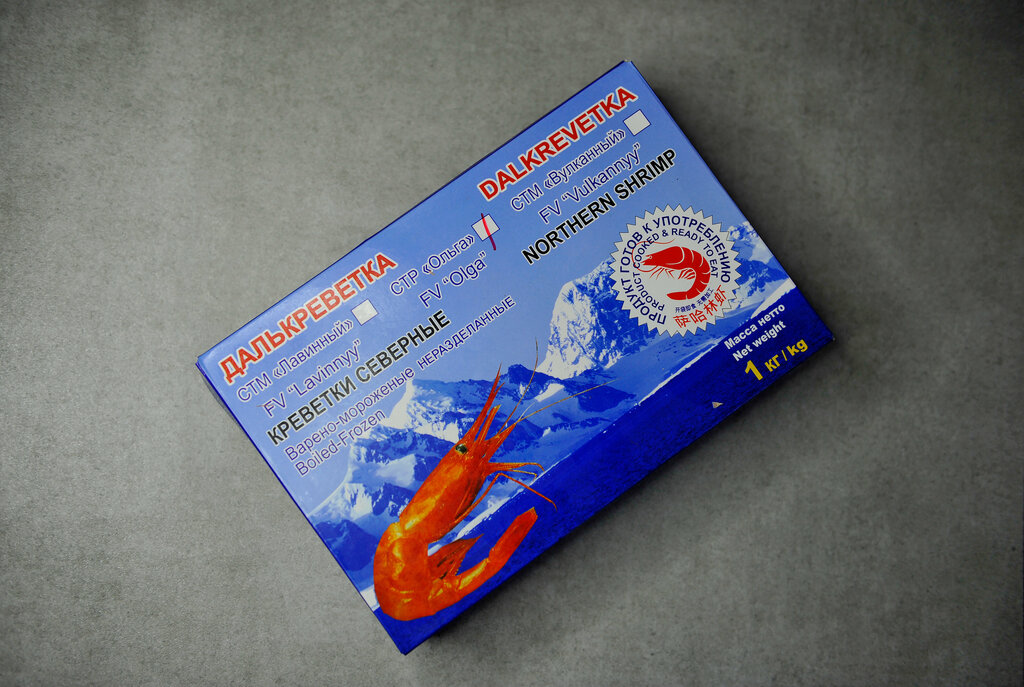 ДАЛЬКРЕВЕТКА
DALKREVETKA
СТМ «Лавинный»
FV "Lavinnyy"
СТР «Ольга»
FV "Olga"
СТМ «Вулканный»
FV "Vulkannyy"
КРЕВЕТКИ СЕВЕРНЫЕ
NORTHERN SHRIMP
Варено-мороженые неразделанные
Boiled-Frozen
ПРОДУКТ ГОТОВ К УПОТРЕБЛЕНИЮ
PRODUCT COOKED & READY TO EAT
萨哈林虾
Масса нетто
Net weight
1 кг / kg